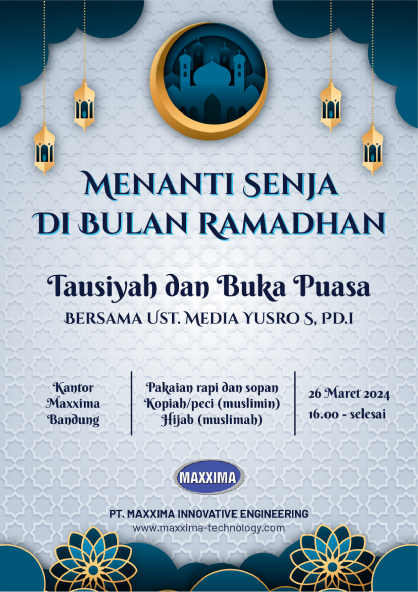 Menanti Senja
Di Bulan Ramadhan
Tausiyah dan Buka Puasa
Bersama Ust. Media Yusro S, Pd.I
Kantor
Maxxima
Bandung
Pakaian rapi dan sopan
Kopiah/peci (muslimin)
Hijab (muslimah)
26 Maret 2024
16.00 - selesai
MAXXIMA
PT. MAXXIMA INNOVATIVE ENGINEERING
www.maxxima-technology.com